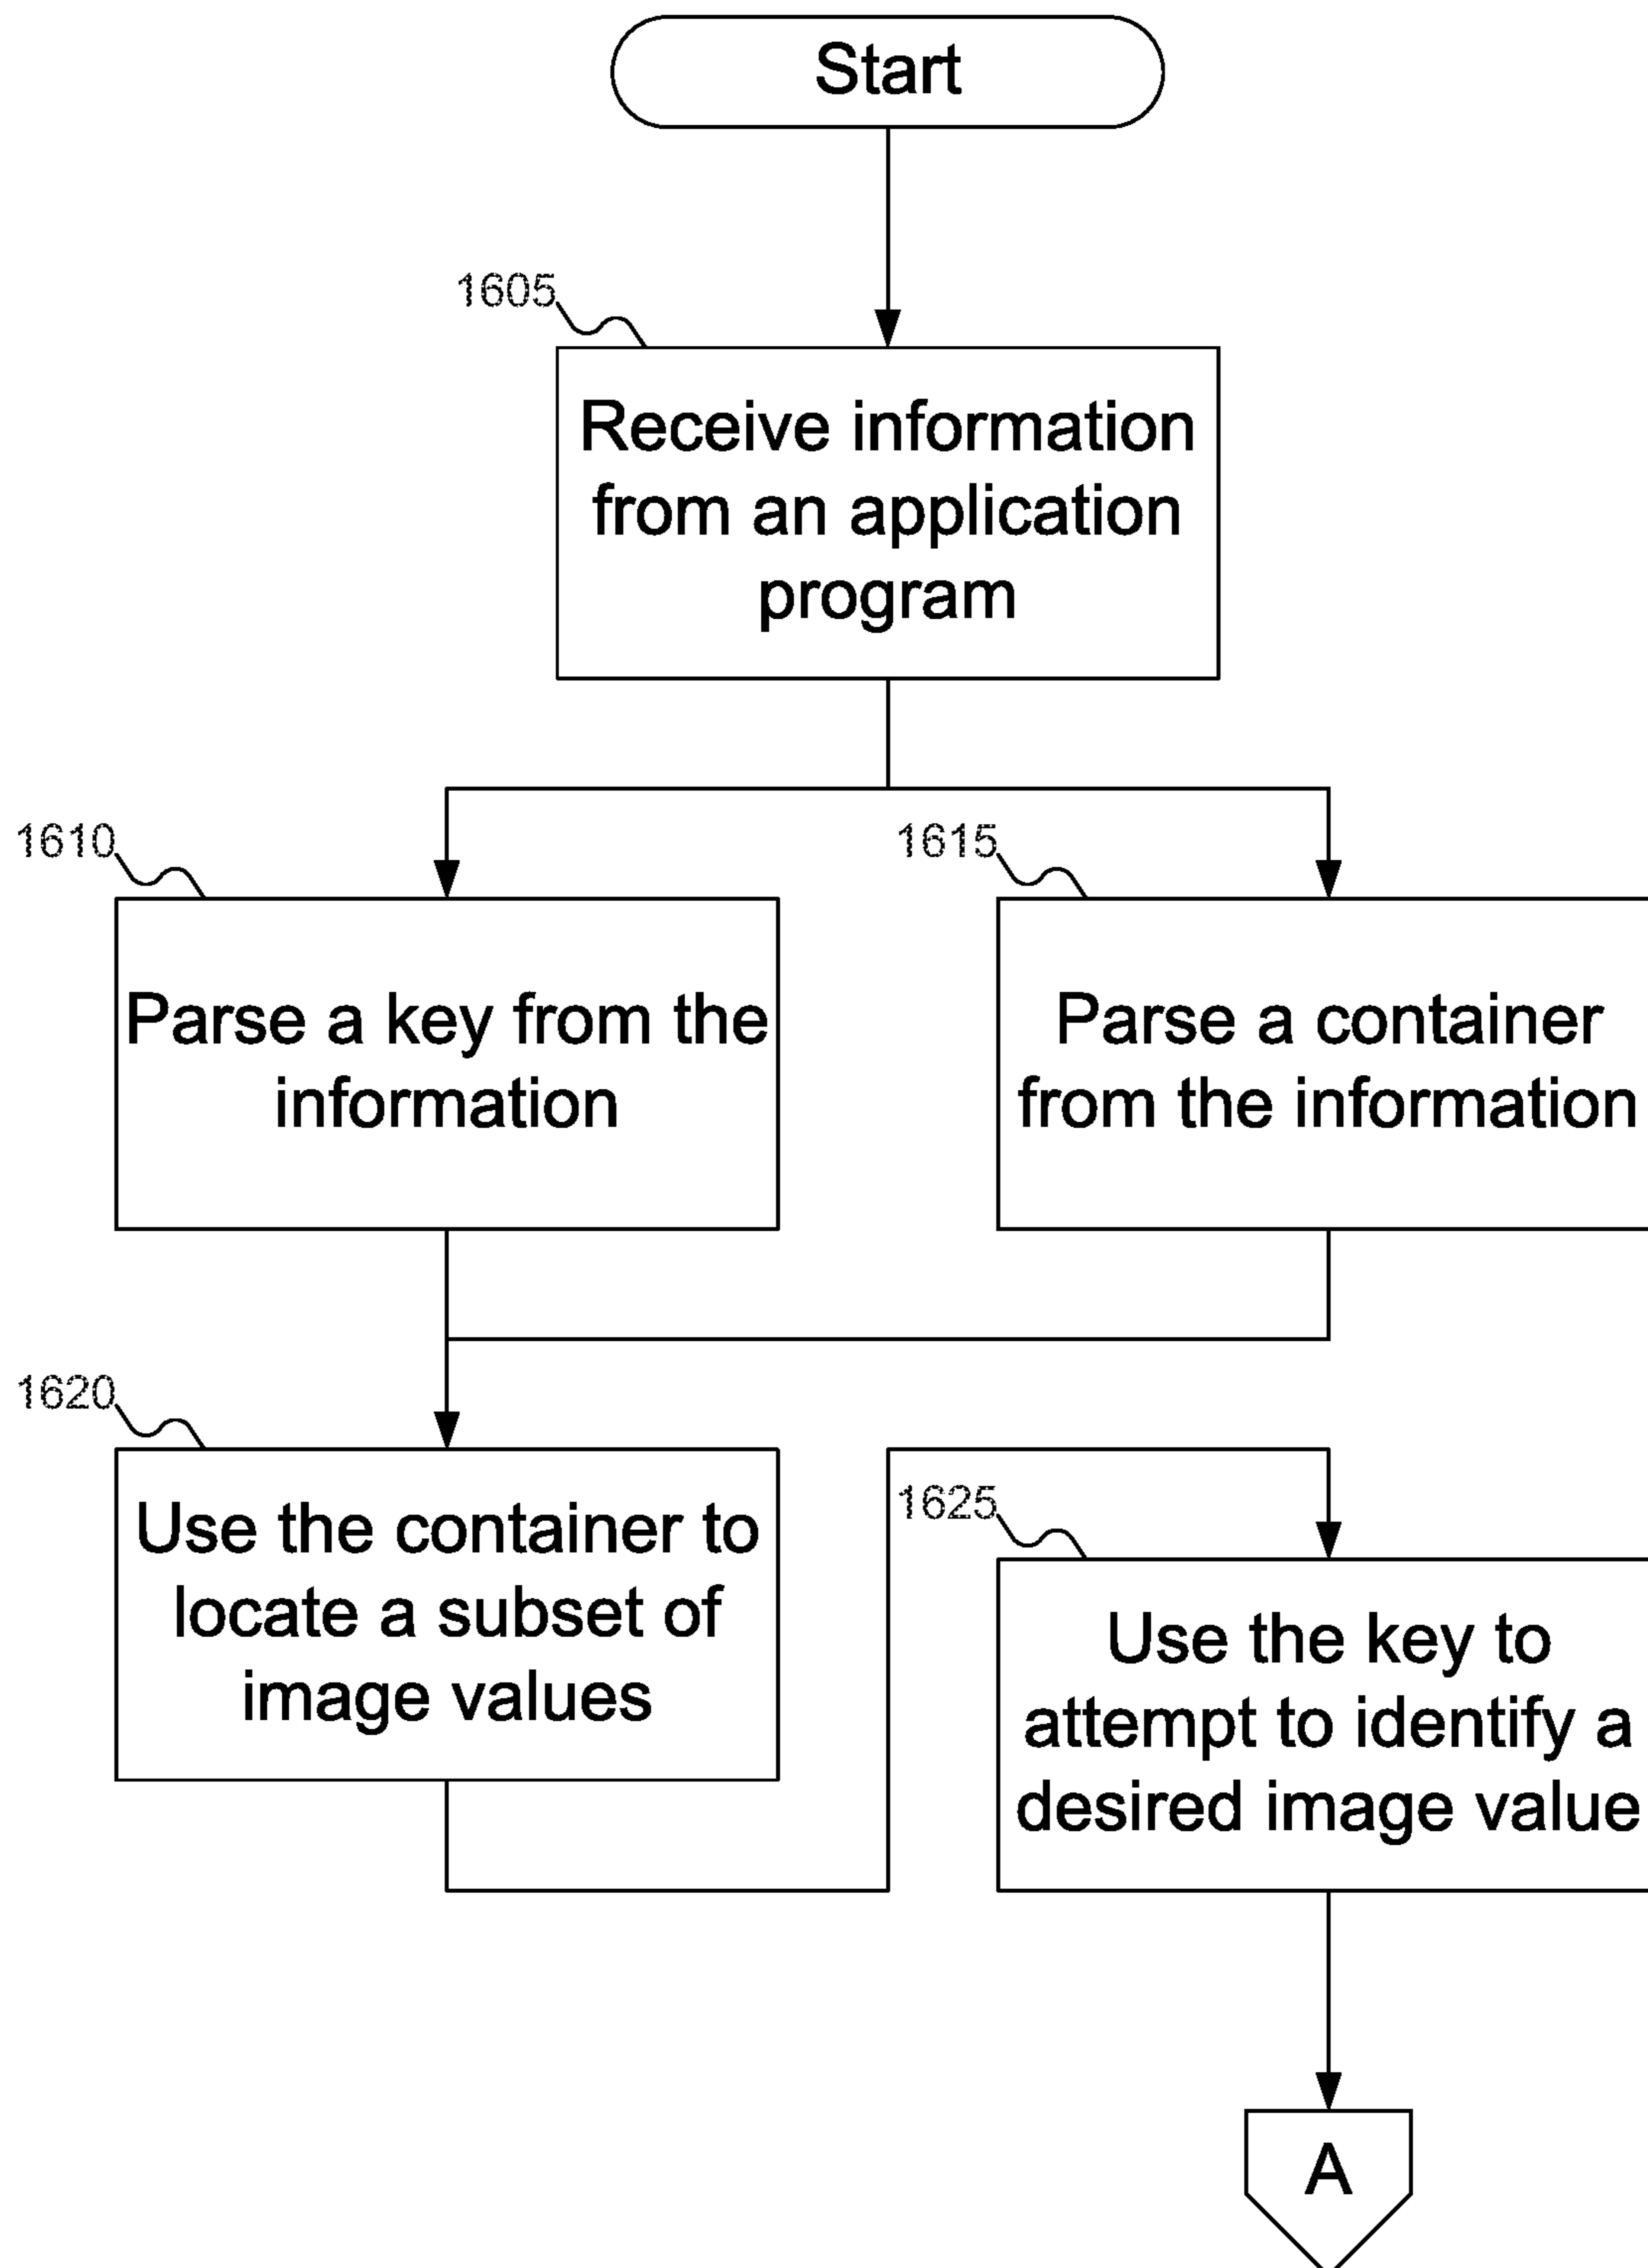 Start
1605
Receive information
from an application
program
1610
Parse a key from the
information
1615
Parse a container
from the information
1620
Use the container to
locate a subset of
image values
1625
Use the key to
attempt to identify a
desired image value
A